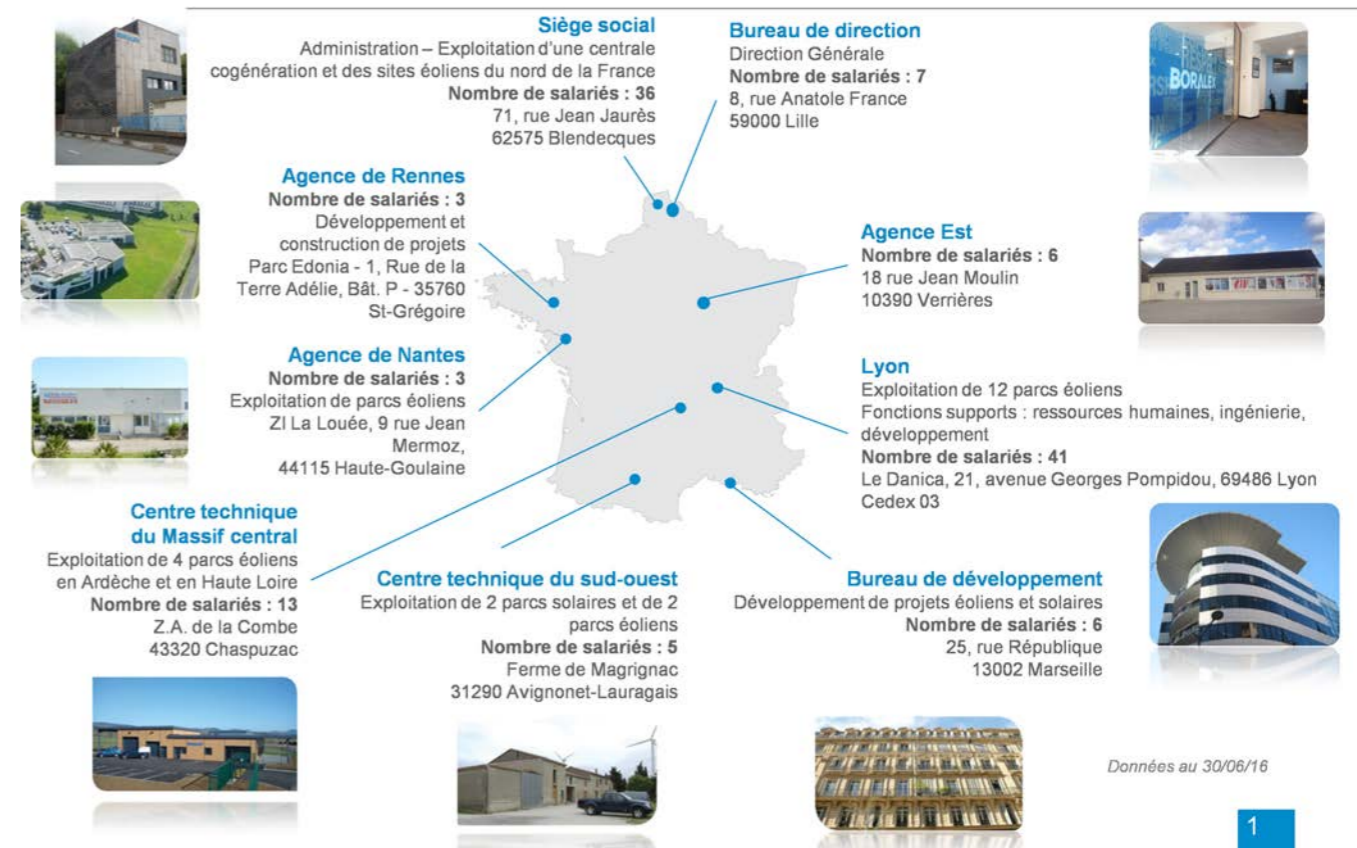 Siège social
Administration – Exploitation d'une centrale
cogénération et des sites éoliens du nord de la France
Nombre de salariés : 36
71, rue Jean Jaurès
62575 Blendecques
Bureau de direction
Direction Générale
Nombre de salariés : 7
8, rue Anatole France
59000 Lille
BORALEX
Agence de Rennes
Nombre de salariés : 3
Développement et
construction de projets
Parc Edonia - 1, Rue de la
Terre Adélie, Bât. P - 35760
St-Grégoire
Agence Est
Nombre de salariés : 6
18 rue Jean Moulin
10390 Verrières
Agence de Nantes
Nombre de salariés : 3
Exploitation de parcs éoliens
ZI La Louée, 9 rue Jean
Mermoz,
44115 Haute-Goulaine
Lyon
Exploitation de 12 parcs éoliens
Fonctions supports : ressources humaines, ingénierie,
développement
Nombre de salariés : 41
Le Danica, 21, avenue Georges Pompidou, 69486 Lyon
Cedex 03
Centre technique
du Massif central
Exploitation de 4 parcs éoliens
en Ardèche et en Haute Loire
Nombre de salariés : 13
Z.A. de la Combe
43320 Chaspuzac
Centre technique du sud-ouest
Exploitation de 2 parcs solaires et de 2
parcs éoliens
Nombre de salariés : 5
Ferme de Magrignac
31290 Avignonet-Lauragais
Bureau de développement
Développement de projets éoliens et solaires
Nombre de salariés : 6
25, rue République
13002 Marseille
Données au 30/06/16
1